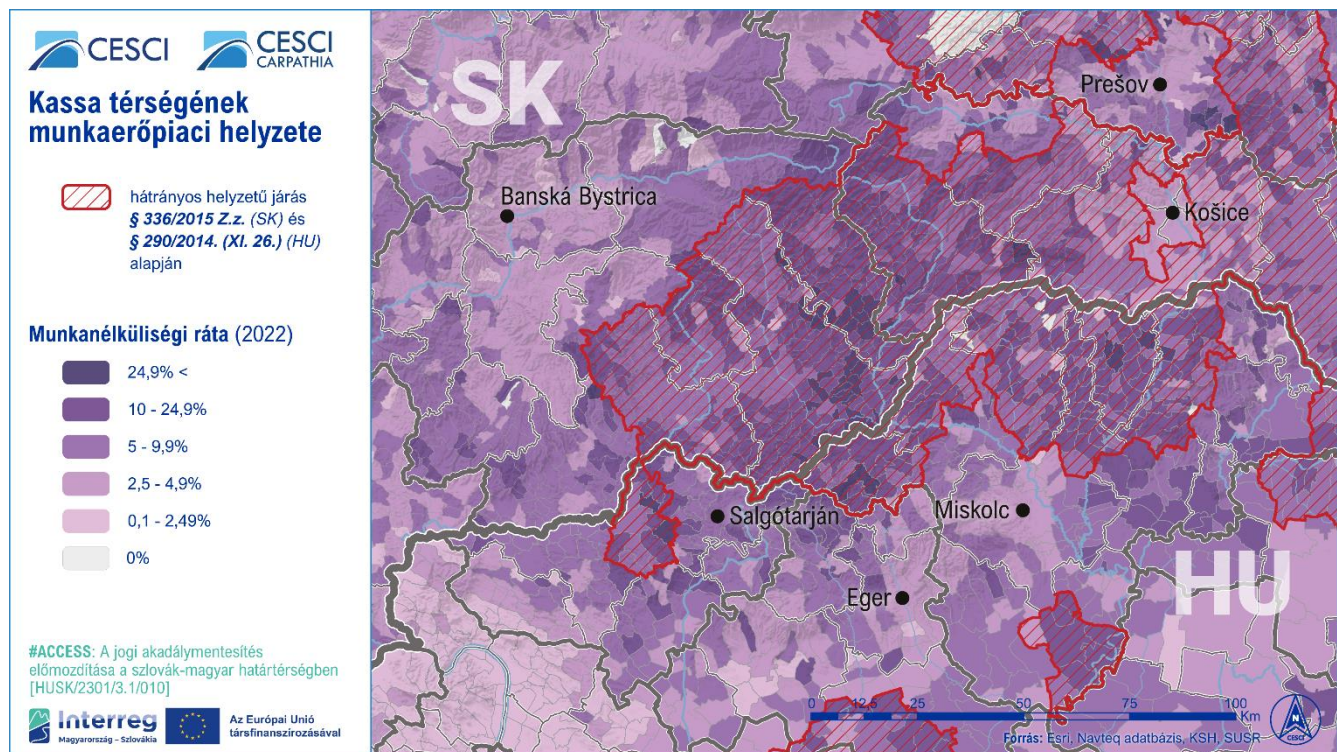 CESCI
CESCI
CARPATHIA
Kassa térségének
munkaerőpiaci helyzete
hátrányos helyzetű járás
§ 336/2015 Z.z. (SK) és
§ 290/2014. (XI. 26.) (HU)
alapján
Munkanélküliségi ráta (2022)
24,9% <
10 - 24,9%
5 - 9,9%
2,5 - 4,9%
0,1 - 2,49%
0%
#ACCESS: A jogi akadálymentesítés
előmozdítása a szlovák-magyar határtérségben
[HUSK/2301/3.1/010]
Interreg
Magyarország – Szlovákia
Az Európai Unió
társfinanszírozásával
SK
Prešov
Banská Bystrica
Košice
Salgótarján
Miskolc
HU
Eger
0 25 50 75 100
Km
Forrás: Esri, Navteq adatbázis, KSH, SUSR
N
CESCI